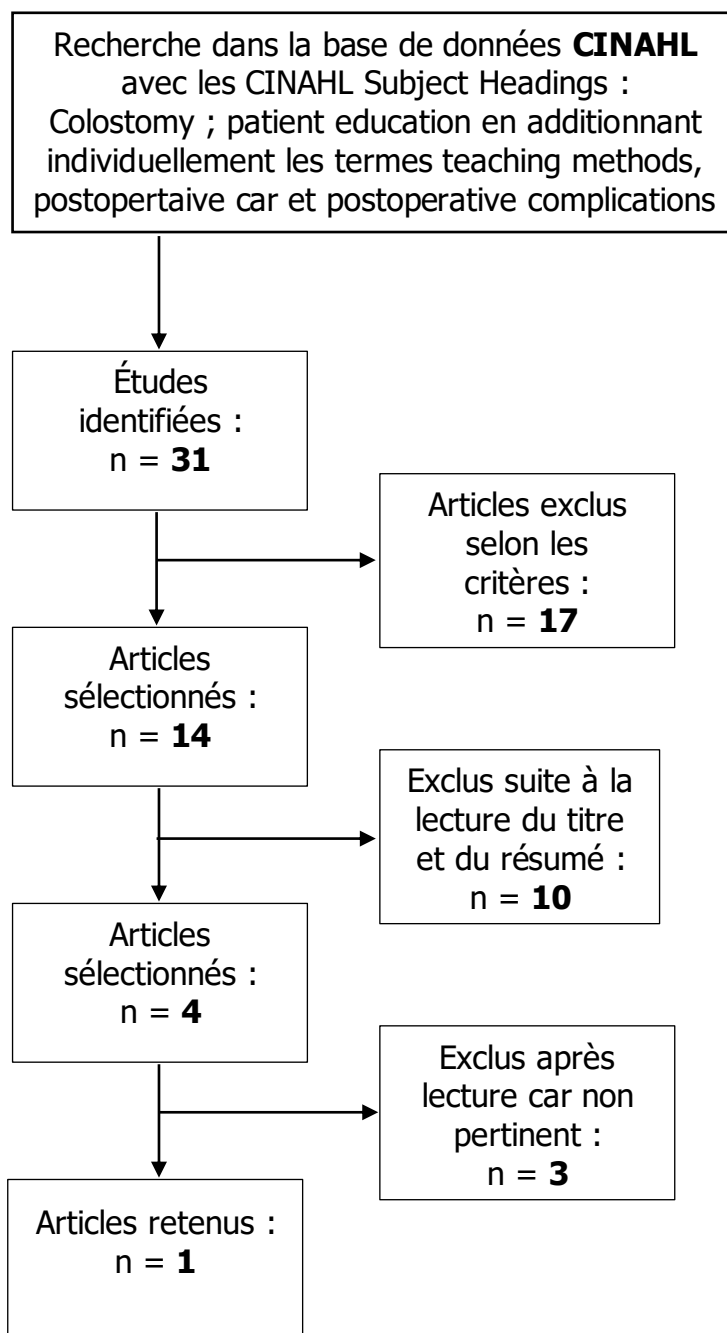 Recherche dans la base de données CINAHL
avec les CINAHL Subject Headings :
Colostomy ; patient education en additionnant
individuellement les termes teaching methods,
postopertaive car et postoperative complications
Études
identifiées :
n = 31
Articles exclus
selon les
critères :
n = 17
Articles
sélectionnés :
n = 14
Exclus suite à la
lecture du titre
et du résumé :
n = 10
Articles
sélectionnés :
n = 4
Exclus après
lecture car non
pertinent :
n = 3
Articles retenus :
n = 1